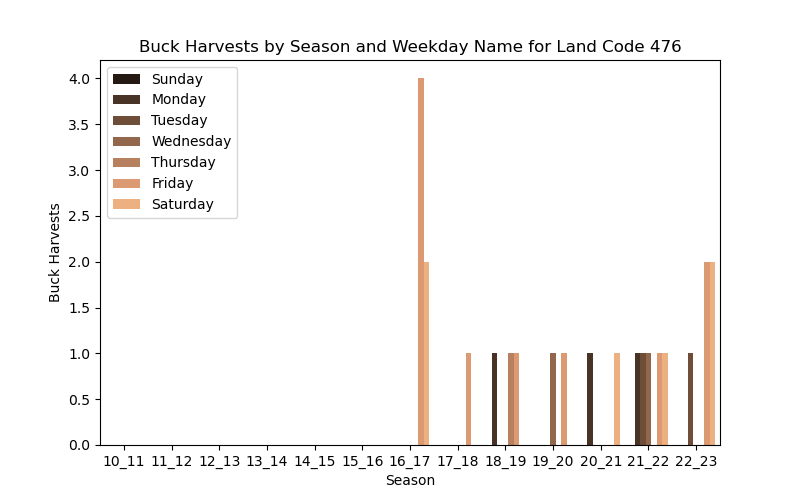 Buck Harvests by Season and Weekday Name for Land Code 476
Sunday
Monday
Tuesday
Wednesday
Thursday
Friday
Saturday
4.0
3.5
3.0
2.5
2.0
1.5
1.0
0.5
0.0
Buck Harvests
10_11 11_12 12_13 13_14 14_15 15_16 16_17 17_18 18_19 19_20 20_21 21_22 22_23
Season